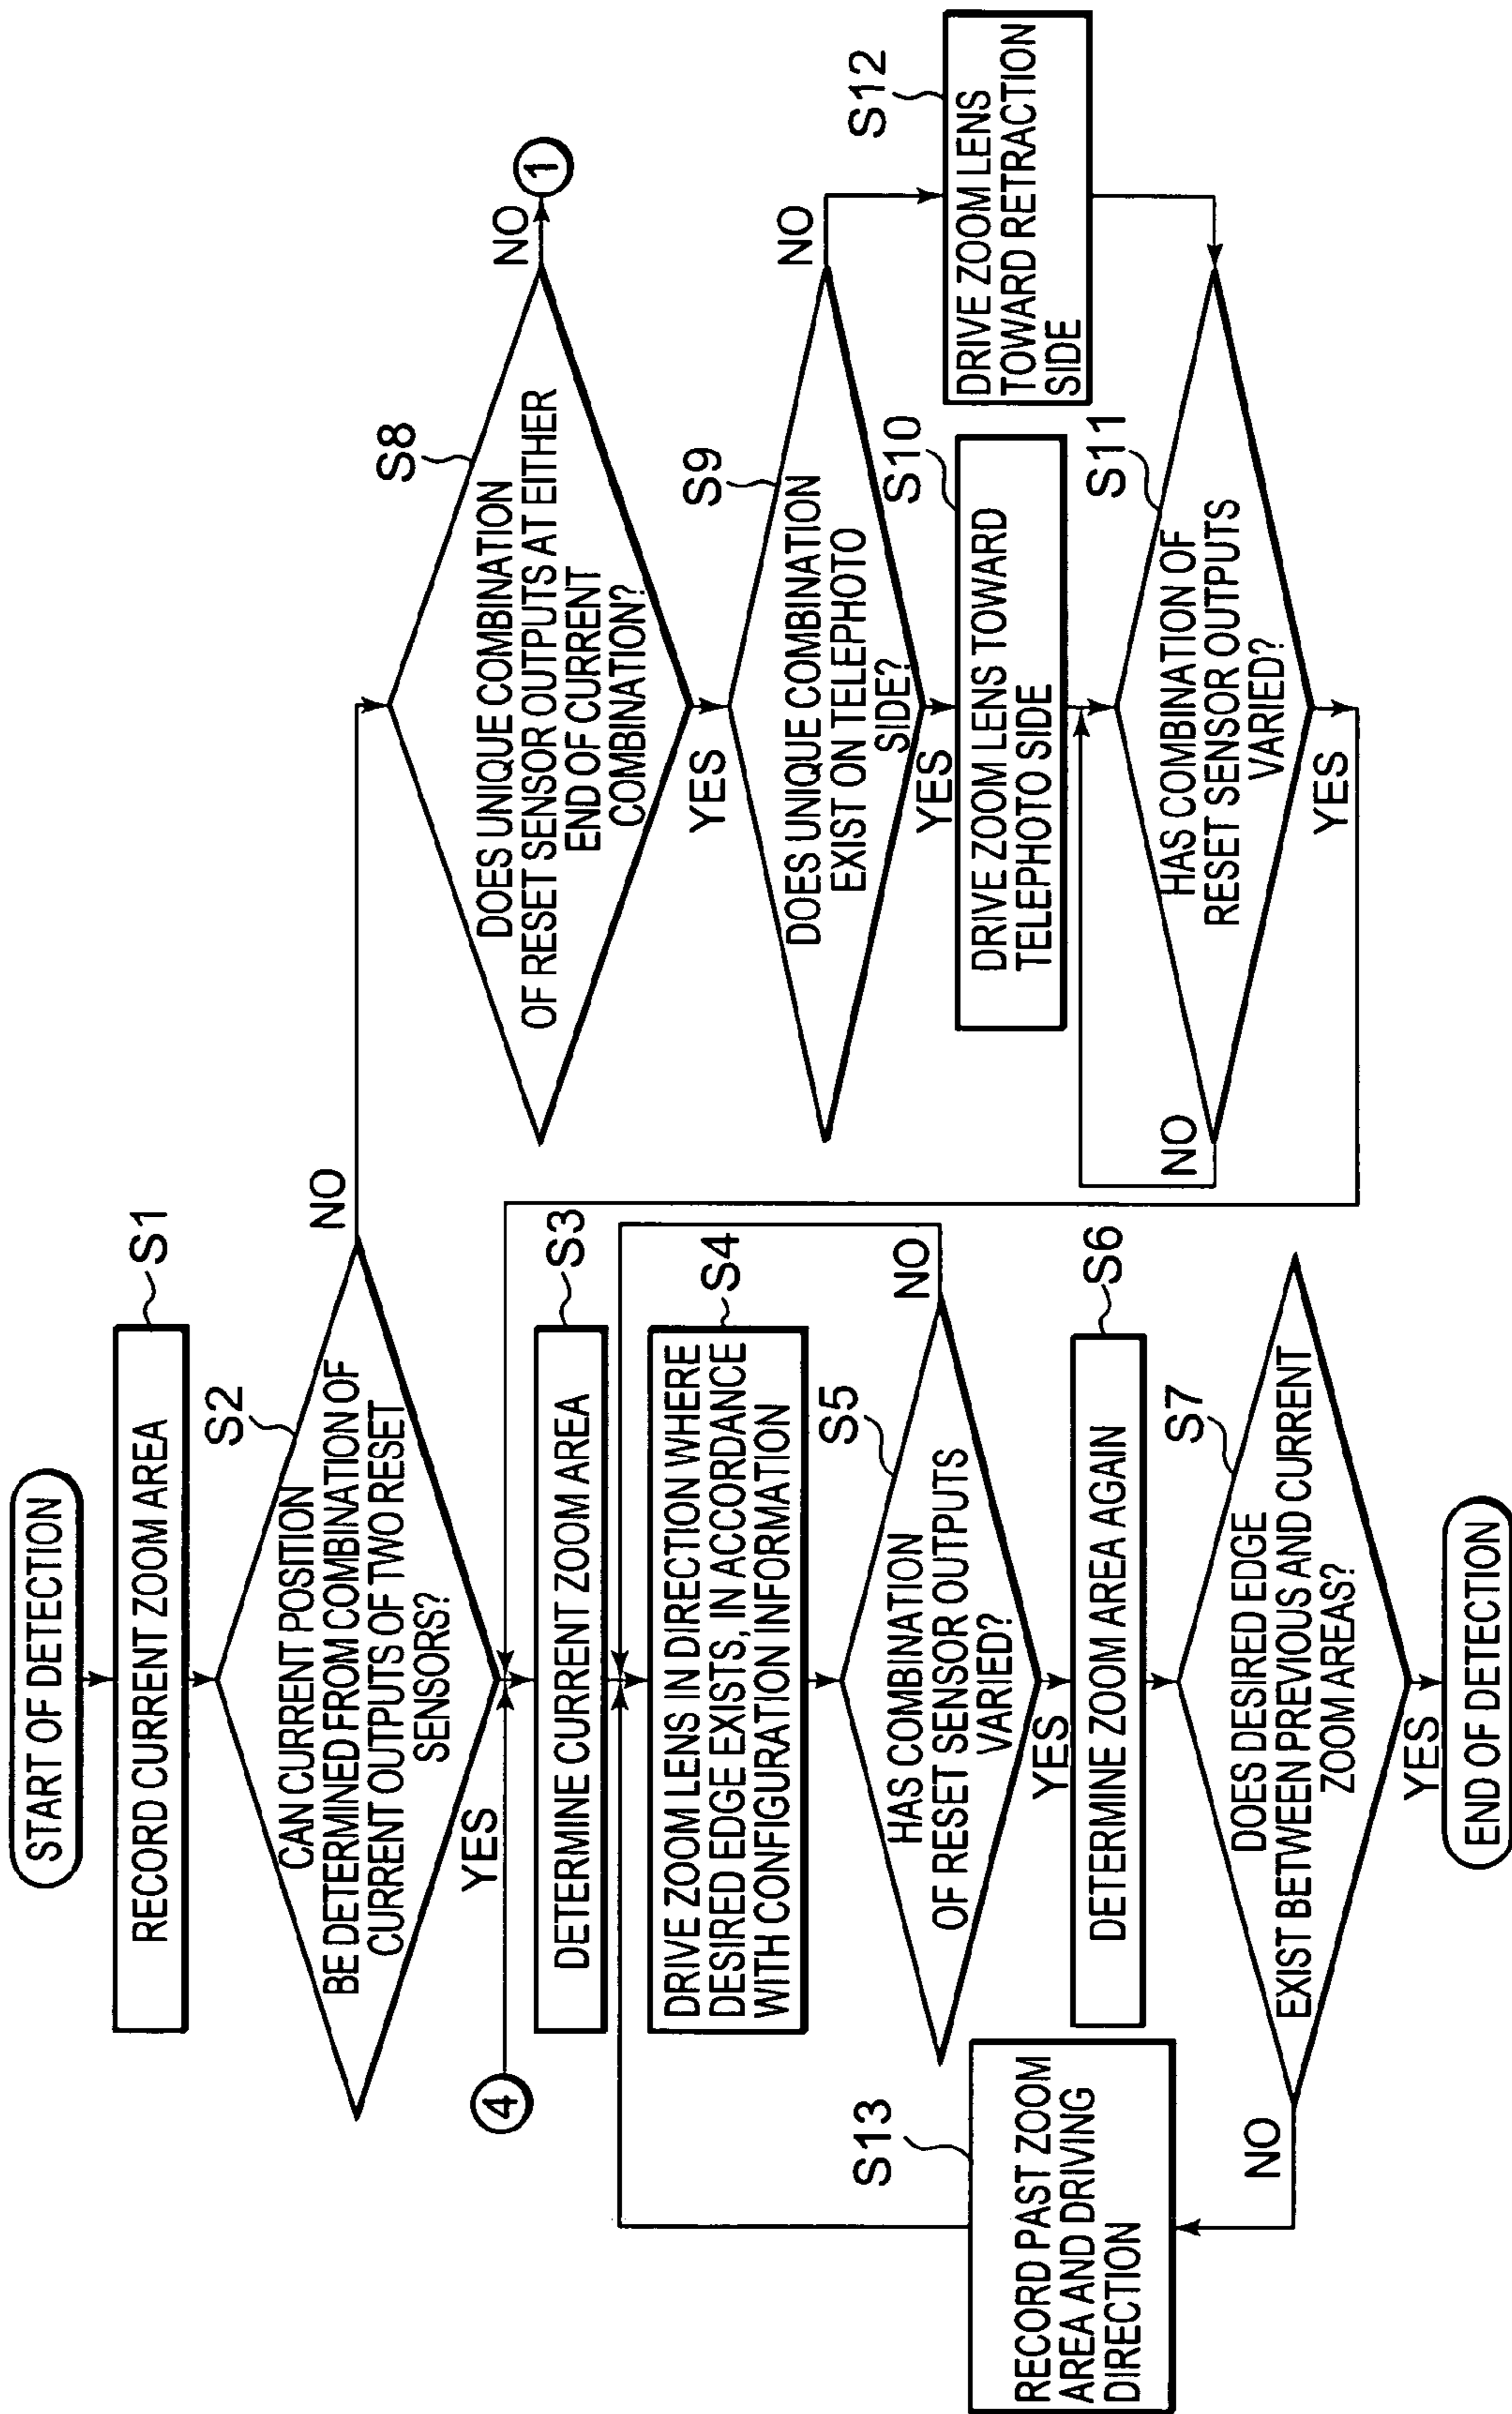 START OF DETECTION
RECORD CURRENT ZOOM AREA
S1
CAN CURRENT POSITION
BE DETERMINED FROM COMBINATION OF
CURRENT OUTPUTS OF TWO RESET
SENSORS?
S2
NO
YES
4
DETERMINE CURRENT ZOOM AREA
S3
DRIVE ZOOM LENS IN DIRECTION WHERE
DESIRED EDGE EXISTS, IN ACCORDANCE
WITH CONFIGURATION INFORMATION
S4
HAS COMBINATION
OF RESET SENSOR OUTPUTS
VARIED?
S5
NO
YES
DETERMINE ZOOM AREA AGAIN
S6
DOES DESIRED EDGE
EXIST BETWEEN PREVIOUS AND CURRENT
ZOOM AREAS?
S7
NO
YES
END OF DETECTION
RECORD PAST ZOOM
AREA AND DRIVING
DIRECTION
S13
DOES UNIQUE COMBINATION
OF RESET SENSOR OUTPUTS AT EITHER
END OF CURRENT
COMBINATION?
S8
NO
1
YES
DOES UNIQUE COMBINATION
EXIST ON TELEPHOTO
SIDE?
S9
NO
YES
DRIVE ZOOM LENS TOWARD
TELEPHOTO SIDE
S10
DRIVE ZOOM LENS
TOWARD RETRACTION
SIDE
S12
HAS COMBINATION OF
RESET SENSOR OUTPUTS
VARIED?
S11
NO
YES